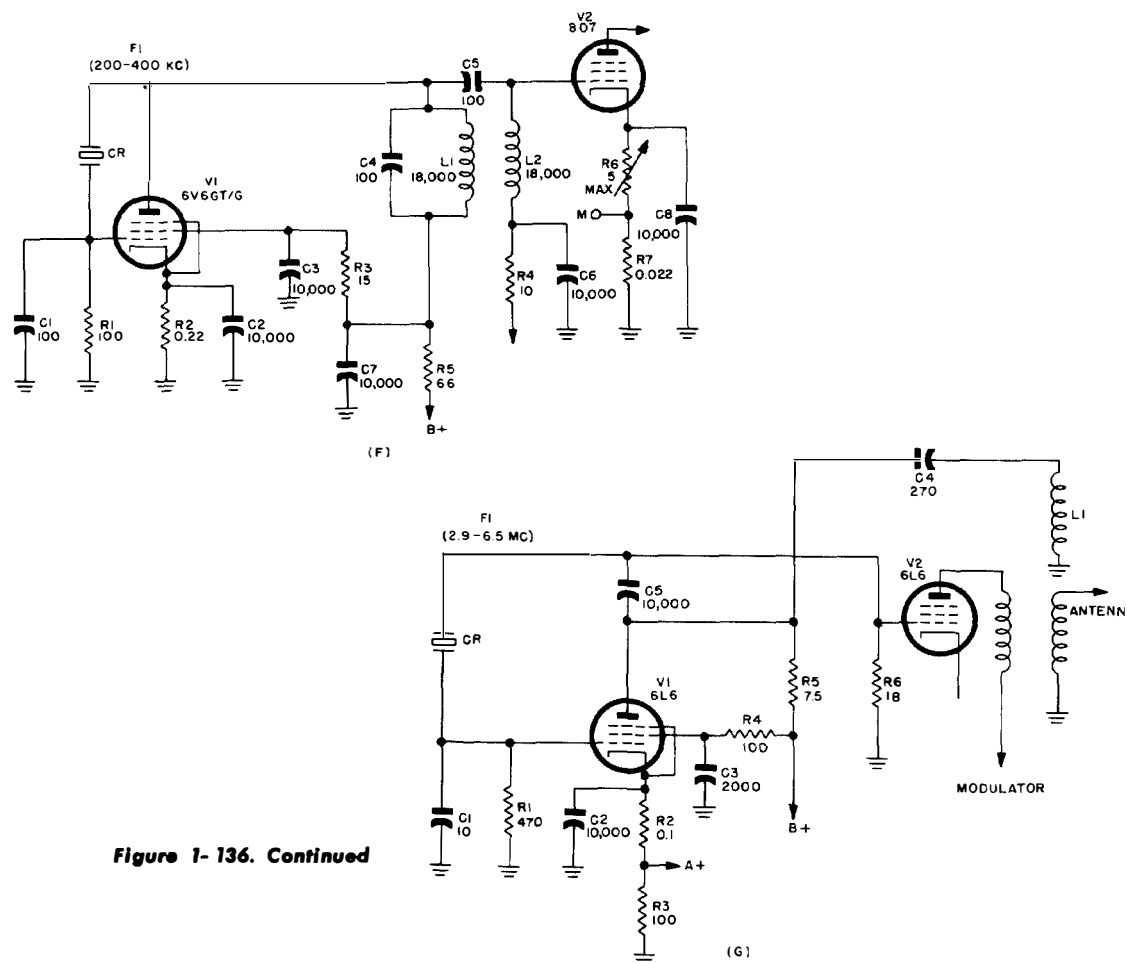 F1
(200-400 KC)
CR
V1
6V6GT/G
C1
100
R1
100
R2
0.22
C2
10,000
C3
10,000
R3
15
C7
10,000
R5
66
B+
C4
100
L1
18,000
C5
100
L2
18,000
R4
10
C6
10,000
V2
807
R6
5
MAX
M
R7
0.022
C8
10,000
(F)
F1
(2.9-6.5 MC)
CR
C5
10,000
V1
6L6
C1
10
R1
470
C2
10,000
R2
0.1
A+
R3
100
C3
2000
R4
100
R5
7.5
B+
R6
18
V2
6L6
C4
270
L1
ANTENN
MODULATOR
(G)
Figure 1-136. Continued